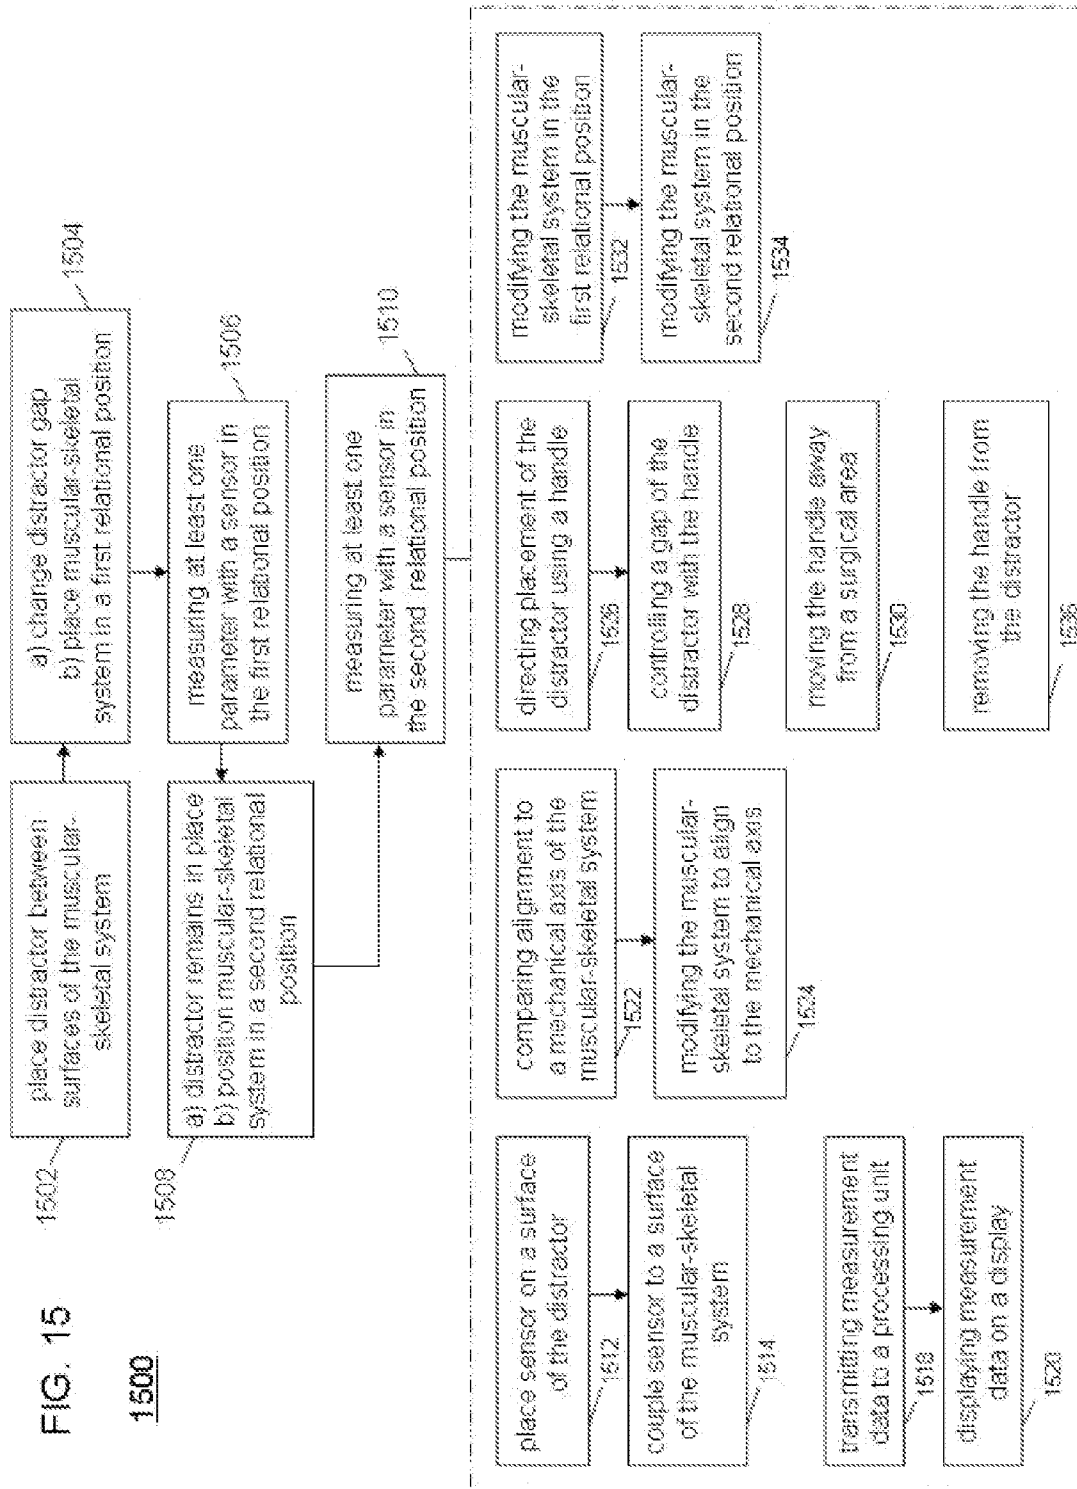 FIG. 15
1500
place distractor between
surfaces of the muscular-
skeletal system
1502
a) change distractor gap
b) place muscular-skeletal
system in a first relational position
1504
measuring at least one
parameter with a sensor in
the first relational position
1506
a) distractor remains in place
b) position muscular-skeletal
system in a second relational
position
1508
measuring at least one
parameter with a sensor in
the second relational position
1510
place sensor on a surface
of the distractor
1512
couple sensor to a surface
of the muscular-skeletal
system
1514
transmitting measurement
data to a processing unit
1518
displaying measurement
data on a display
1520
comparing alignment to
a mechanical axis of the
muscular-skeletal system
1522
modifying the muscular-
skeletal system to align
to the mechanical axis
1524
directing placement of the
distractor using a handle
1526
controlling a gap of the
distractor with the handle
1528
moving the handle away
from a surgical area
1530
removing the handle from
the distractor
1536
modifying the muscular-
skeletal system in the
first relational position
1532
modifying the muscular-
skeletal system in the
second relational position
1534